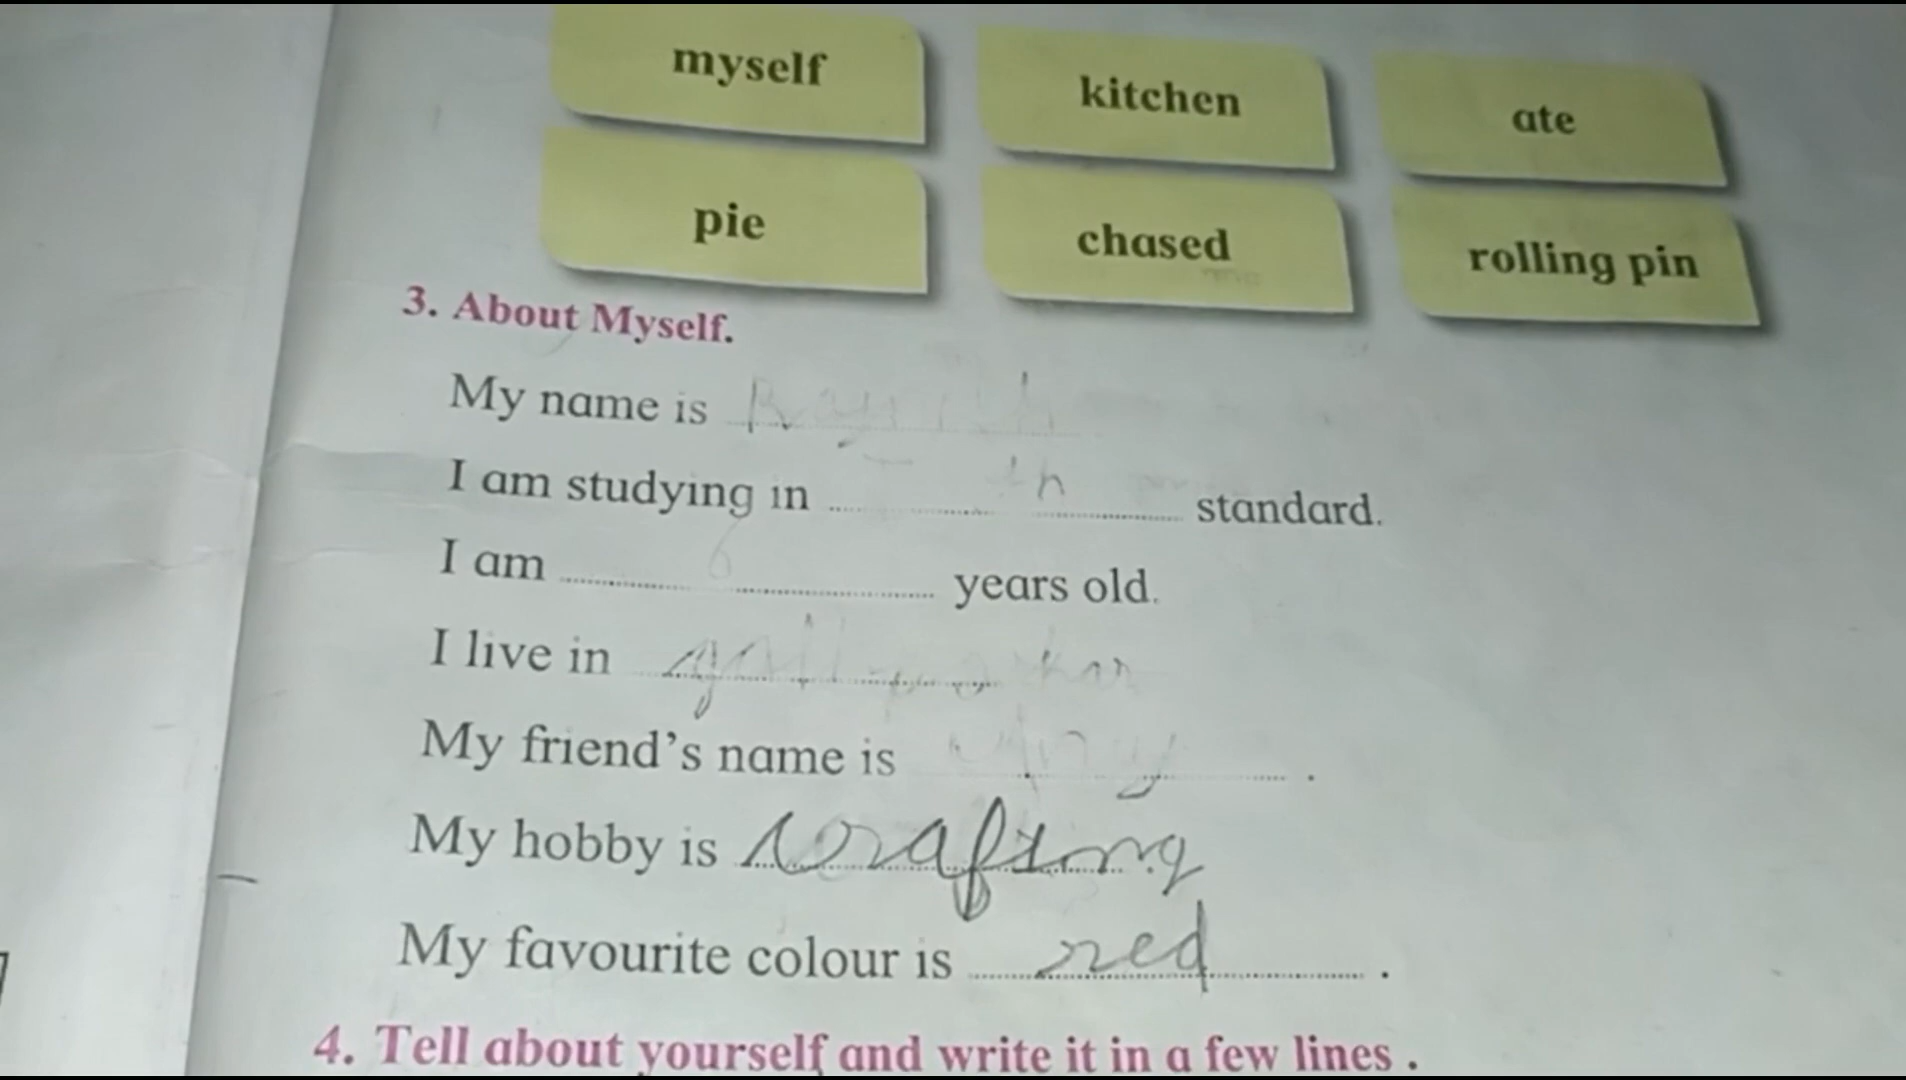 myself kitchen ate
pie chased rolling pin
3. About Myself.
My name is
I am studying in standard.
I am 6 years old.
I live in
My friend's name is .
My hobby is crafting
My favourite colour is red .
4. Tell about yourself and write it in a few lines .